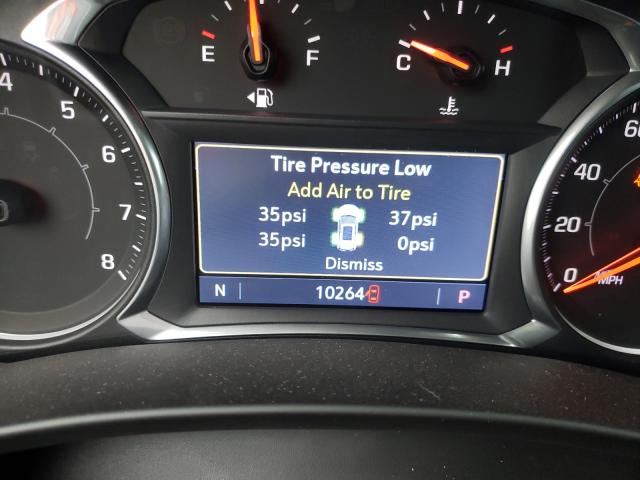 E F
C H
4
5
6
7
8
Tire Pressure Low
Add Air to Tire
35psi 37psi
35psi 0psi
Dismiss
N 10264 P
60
40
20
0
MPH